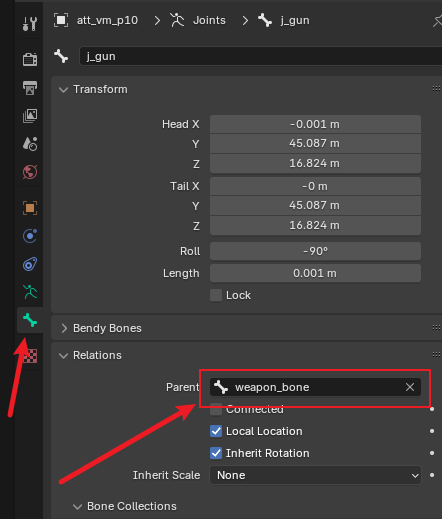 att_vm_p10 > Joints > j_gun
j_gun
Transform
Head X -0.001 m
Y 45.087 m
Z 16.824 m
Tail X -0 m
Y 45.087 m
Z 16.824 m
Roll -90°
Length 0.001 m
Lock
Bendy Bones
Relations
Parent weapon_bone
Connected
Local Location
Inherit Rotation
Inherit Scale None
Bone Collections